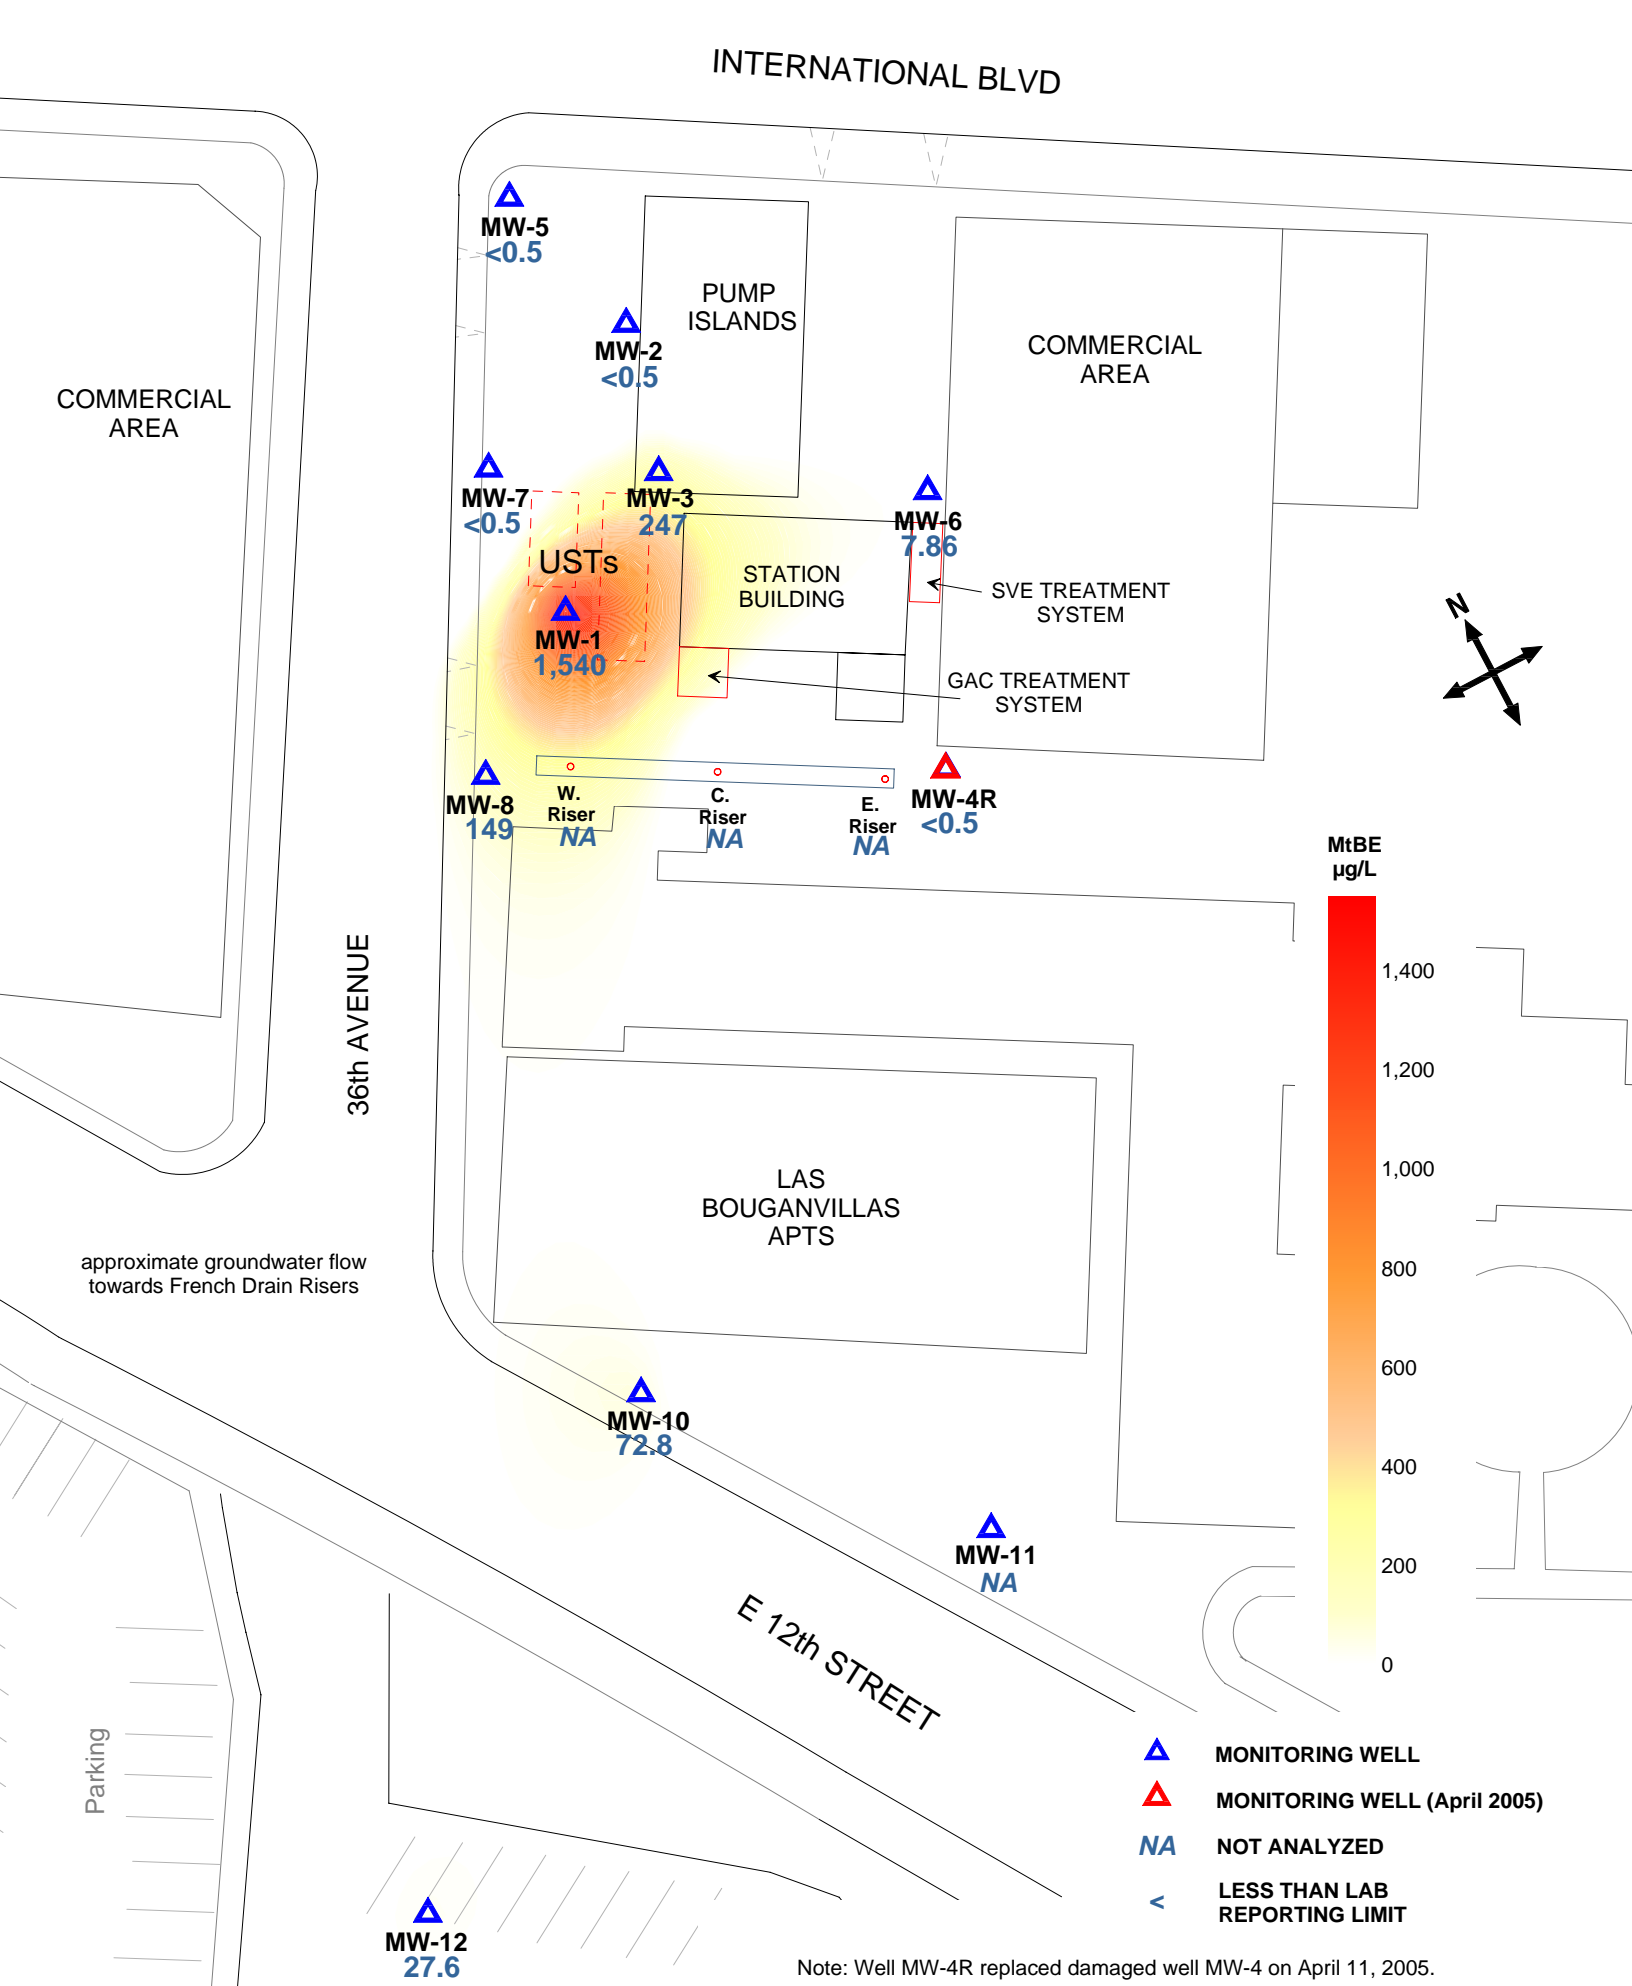 INTERNATIONAL BLVD
MW-5
<0.5
PUMP
ISLANDS
MW-2
<0.5
COMMERCIAL
AREA
COMMERCIAL
AREA
MW-7
<0.5
MW-3
247
MW-6
7.86
USTs
STATION
BUILDING
SVE TREATMENT
SYSTEM
N
MW-1
1,540
GAC TREATMENT
SYSTEM
MW-8
149
W.
Riser
NA
C.
Riser
NA
E.
Riser
NA
MW-4R
<0.5
MtBE
µg/L
1,400
1,200
1,000
800
600
400
200
0
36th AVENUE
LAS
BOUGANVILLAS
APTS
approximate groundwater flow
towards French Drain Risers
MW-10
72.8
MW-11
NA
E 12th STREET
Parking
MONITORING WELL
MONITORING WELL (April 2005)
NA NOT ANALYZED
< LESS THAN LAB
REPORTING LIMIT
MW-12
27.6
Note: Well MW-4R replaced damaged well MW-4 on April 11, 2005.